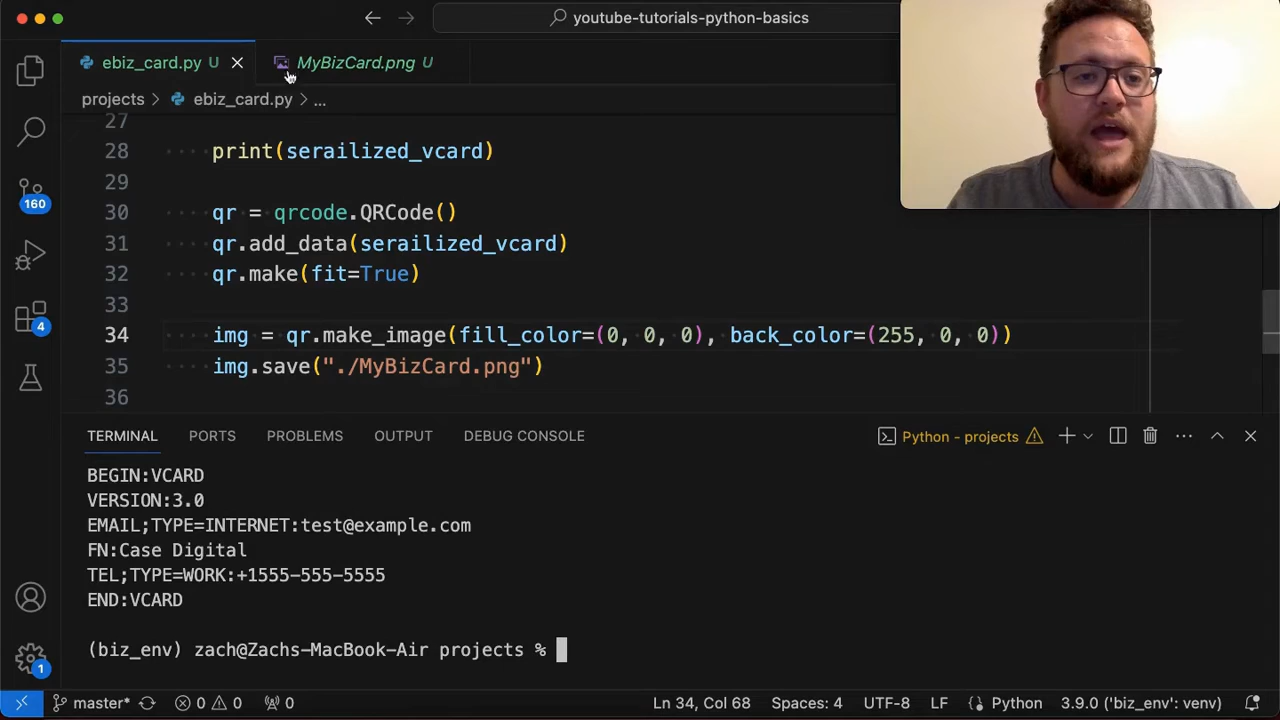 youtube-tutorials-python-basics
ebiz_card.py U
MyBizCard.png U
projects > ebiz_card.py > ...
27
28 print(serailized_vcard)
29
30 qr = qrcode.QRCode()
31 qr.add_data(serailized_vcard)
32 qr.make(fit=True)
33
34 img = qr.make_image(fill_color=(0, 0, 0), back_color=(255, 0, 0))
35 img.save("./MyBizCard.png")
36
160
4
1
TERMINAL PORTS PROBLEMS OUTPUT DEBUG CONSOLE Python - projects
BEGIN:VCARD
VERSION:3.0
EMAIL;TYPE=INTERNET:test@example.com
FN:Case Digital
TEL;TYPE=WORK:+1555-555-5555
END:VCARD
(biz_env) zach@Zachs-MacBook-Air projects %
master* 0 0 0 Ln 34, Col 68 Spaces: 4 UTF-8 LF Python 3.9.0 ('biz_env': venv)